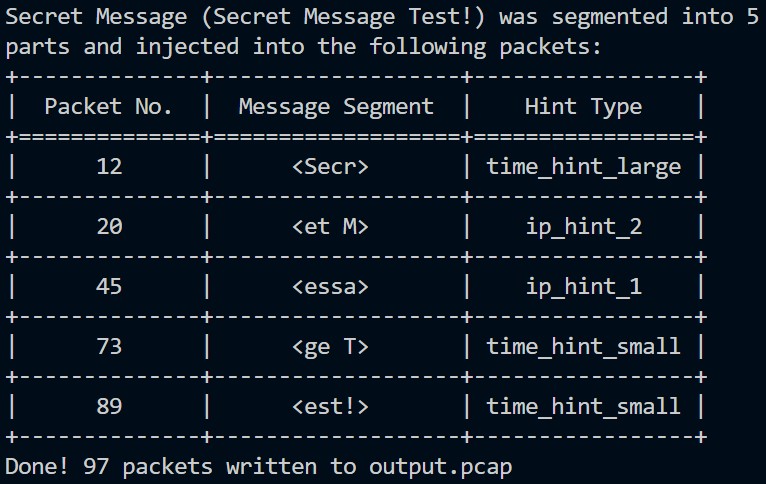 Secret Message (Secret Message Test!) was segmented into 5
parts and injected into the following packets:
+--------------+-------------------+-----------------+
|  Packet No.  |  Message Segment  |    Hint Type    |
+==============+===================+=================+
|      12      |      <Secr>       | time_hint_large |
+--------------+-------------------+-----------------+
|      20      |      <et M>       |    ip_hint_2    |
+--------------+-------------------+-----------------+
|      45      |      <essa>       |    ip_hint_1    |
+--------------+-------------------+-----------------+
|      73      |      <ge T>       | time_hint_small |
+--------------+-------------------+-----------------+
|      89      |      <est!>       | time_hint_small |
+--------------+-------------------+-----------------+
Done! 97 packets written to output.pcap